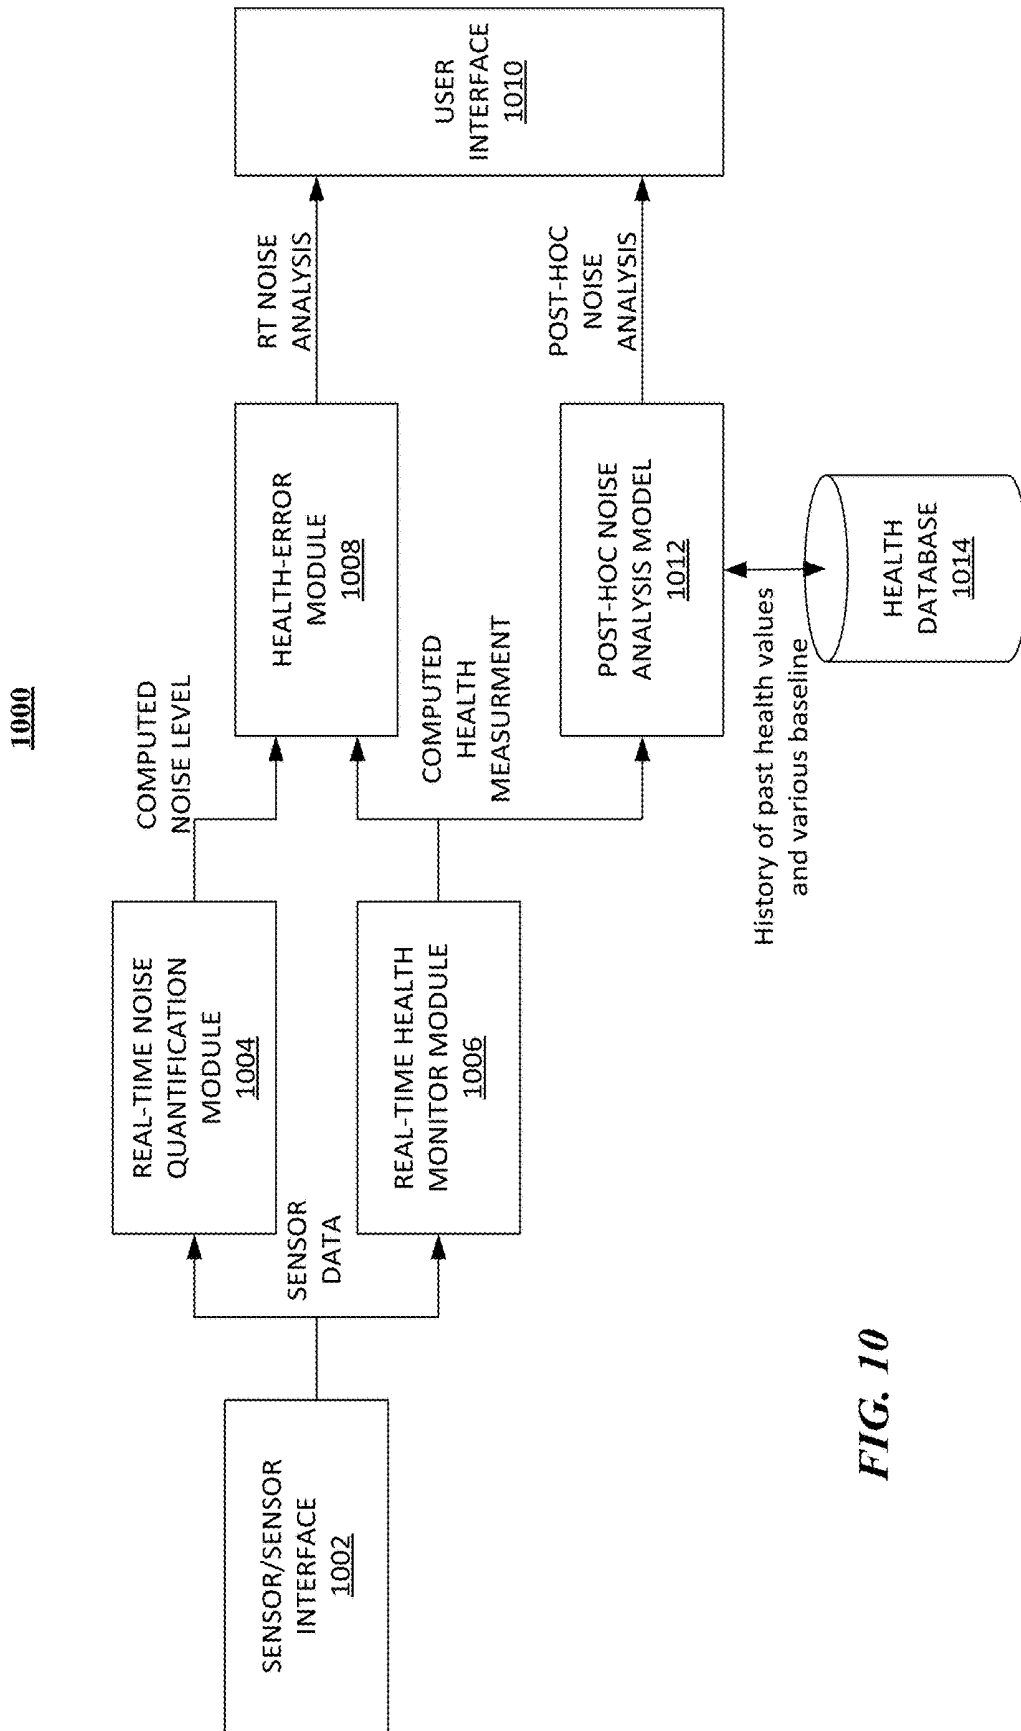 1000
SENSOR/SENSOR
INTERFACE
1002
SENSOR
DATA
REAL-TIME NOISE
QUANTIFICATION
MODULE
1004
REAL-TIME HEALTH
MONITOR MODULE
1006
COMPUTED
NOISE LEVEL
COMPUTED
HEALTH
MEASURMENT
HEALTH-ERROR
MODULE
1008
POST-HOC NOISE
ANALYSIS MODEL
1012
History of past health values
and various baseline
HEALTH
DATABASE
1014
RT NOISE
ANALYSIS
POST-HOC
NOISE
ANALYSIS
USER
INTERFACE
1010
FIG. 10